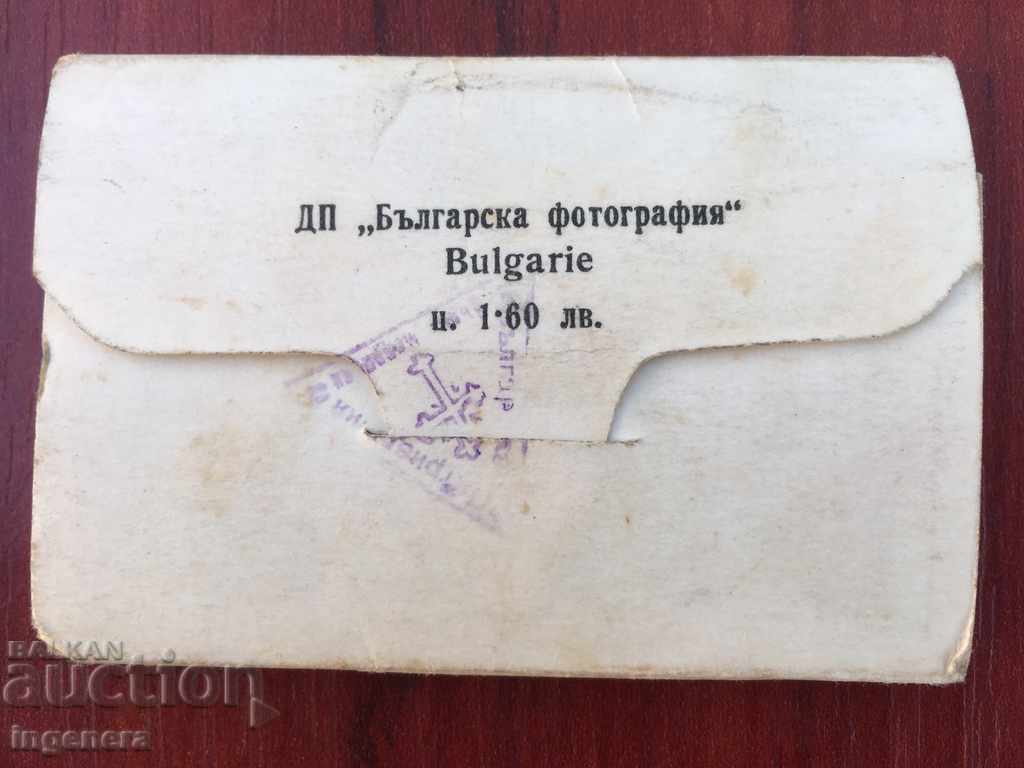 ДП „Българска фотография“
Bulgarie
ц. 1·60 лв.
BALKAN
auction
ingenera